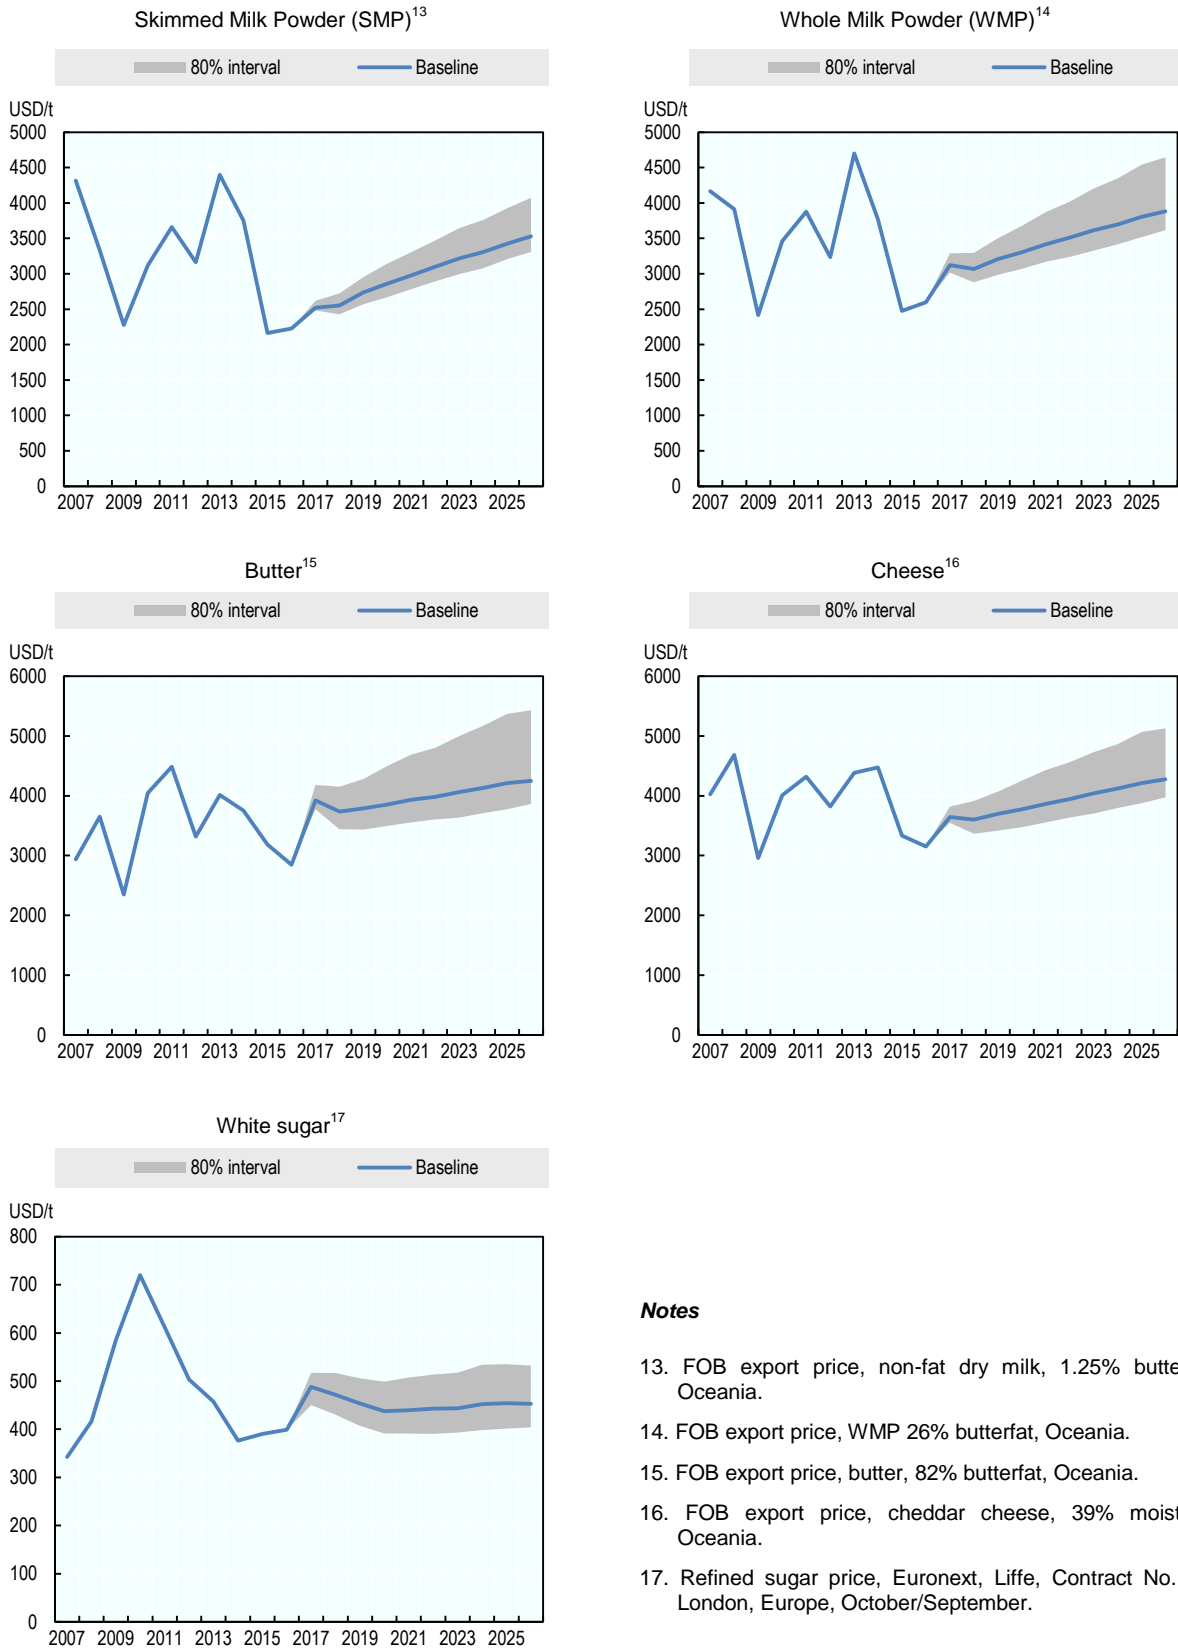 Skimmed Milk Powder (SMP)13
80% interval
Baseline
USD/t
5000
4500
4000
3500
3000
2500
2000
1500
1000
500
0
2007 2009 2011 2013 2015 2017 2019 2021 2023 2025
Whole Milk Powder (WMP)14
80% interval
Baseline
USD/t
5000
4500
4000
3500
3000
2500
2000
1500
1000
500
0
2007 2009 2011 2013 2015 2017 2019 2021 2023 2025
Butter15
80% interval
Baseline
USD/t
6000
5000
4000
3000
2000
1000
0
2007 2009 2011 2013 2015 2017 2019 2021 2023 2025
Cheese16
80% interval
Baseline
USD/t
6000
5000
4000
3000
2000
1000
0
2007 2009 2011 2013 2015 2017 2019 2021 2023 2025
White sugar17
80% interval
Baseline
USD/t
800
700
600
500
400
300
200
100
0
2007 2009 2011 2013 2015 2017 2019 2021 2023 2025
Notes
13. FOB export price, non-fat dry milk, 1.25% butte
Oceania.
14. FOB export price, WMP 26% butterfat, Oceania.
15. FOB export price, butter, 82% butterfat, Oceania.
16. FOB export price, cheddar cheese, 39% moist
Oceania.
17. Refined sugar price, Euronext, Liffe, Contract No.
London, Europe, October/September.